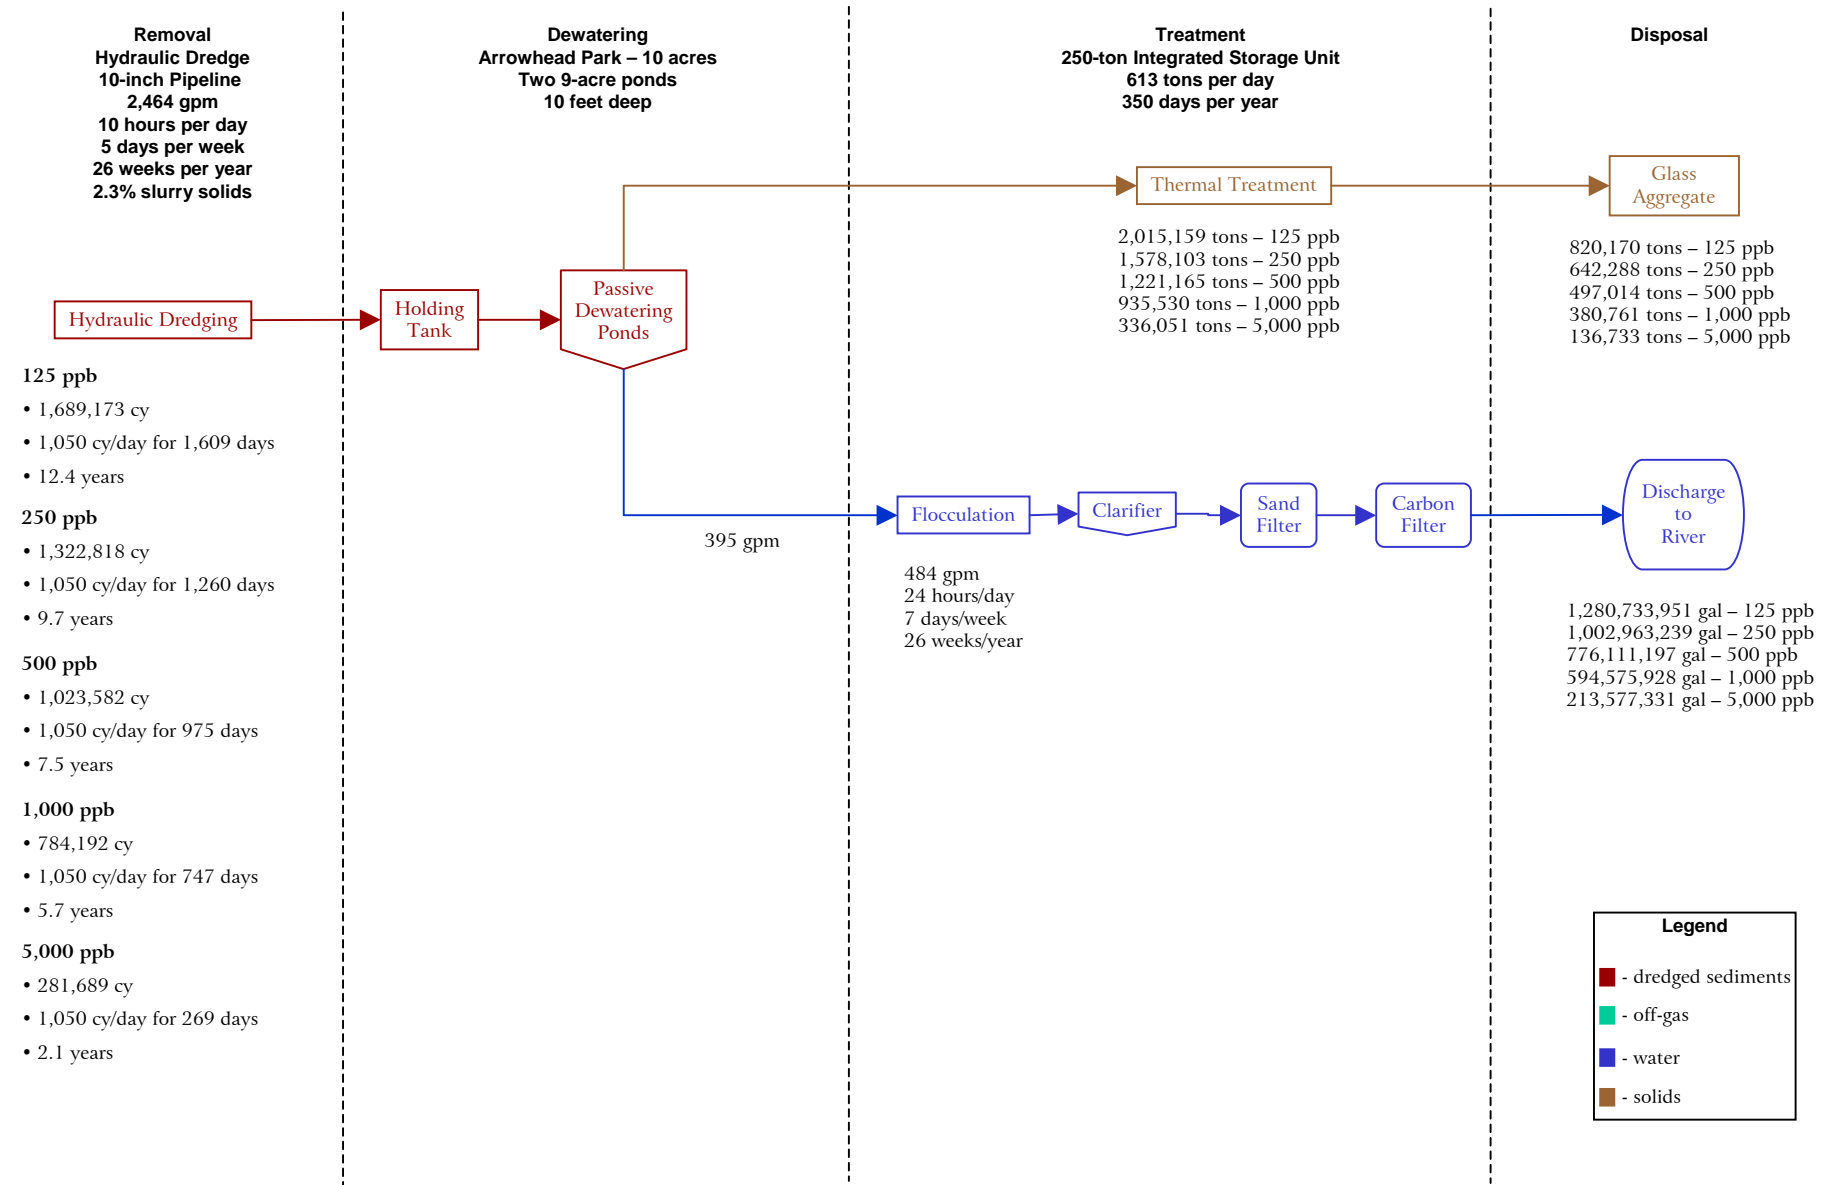 Removal
Hydraulic Dredge
10-inch Pipeline
2,464 gpm
10 hours per day
5 days per week
26 weeks per year
2.3% slurry solids
Dewatering
Arrowhead Park – 10 acres
Two 9-acre ponds
10 feet deep
Treatment
250-ton Integrated Storage Unit
613 tons per day
350 days per year
Disposal
Hydraulic Dredging
Holding
Tank
Passive
Dewatering
Ponds
Thermal Treatment
Glass
Aggregate
2,015,159 tons – 125 ppb
1,578,103 tons – 250 ppb
1,221,165 tons – 500 ppb
935,530 tons – 1,000 ppb
336,051 tons – 5,000 ppb
820,170 tons – 125 ppb
642,288 tons – 250 ppb
497,014 tons – 500 ppb
380,761 tons – 1,000 ppb
136,733 tons – 5,000 ppb
125 ppb
• 1,689,173 cy
• 1,050 cy/day for 1,609 days
• 12.4 years
250 ppb
• 1,322,818 cy
• 1,050 cy/day for 1,260 days
• 9.7 years
500 ppb
• 1,023,582 cy
• 1,050 cy/day for 975 days
• 7.5 years
1,000 ppb
• 784,192 cy
• 1,050 cy/day for 747 days
• 5.7 years
5,000 ppb
• 281,689 cy
• 1,050 cy/day for 269 days
• 2.1 years
395 gpm
Flocculation
Clarifier
Sand
Filter
Carbon
Filter
Discharge
to
River
484 gpm
24 hours/day
7 days/week
26 weeks/year
1,280,733,951 gal – 125 ppb
1,002,963,239 gal – 250 ppb
776,111,197 gal – 500 ppb
594,575,928 gal – 1,000 ppb
213,577,331 gal – 5,000 ppb
Legend
- dredged sediments
- off-gas
- water
- solids